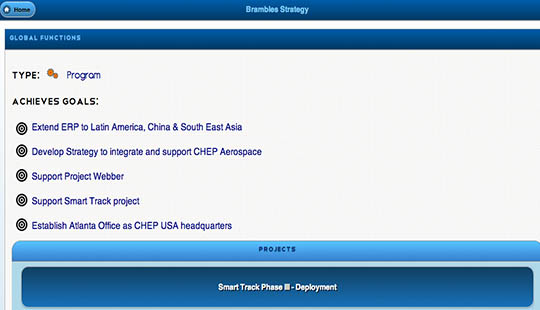 Home
Brambles Strategy
GLOBAL FUNCTIONS
TYPE: Program
ACHIEVES GOALS:
Extend ERP to Latin America, China & South East Asia
Develop Strategy to integrate and support CHEP Aerospace
Support Project Webber
Support Smart Track project
Establish Atlanta Office as CHEP USA headquarters
PROJECTS
Smart Track Phase III - Deployment